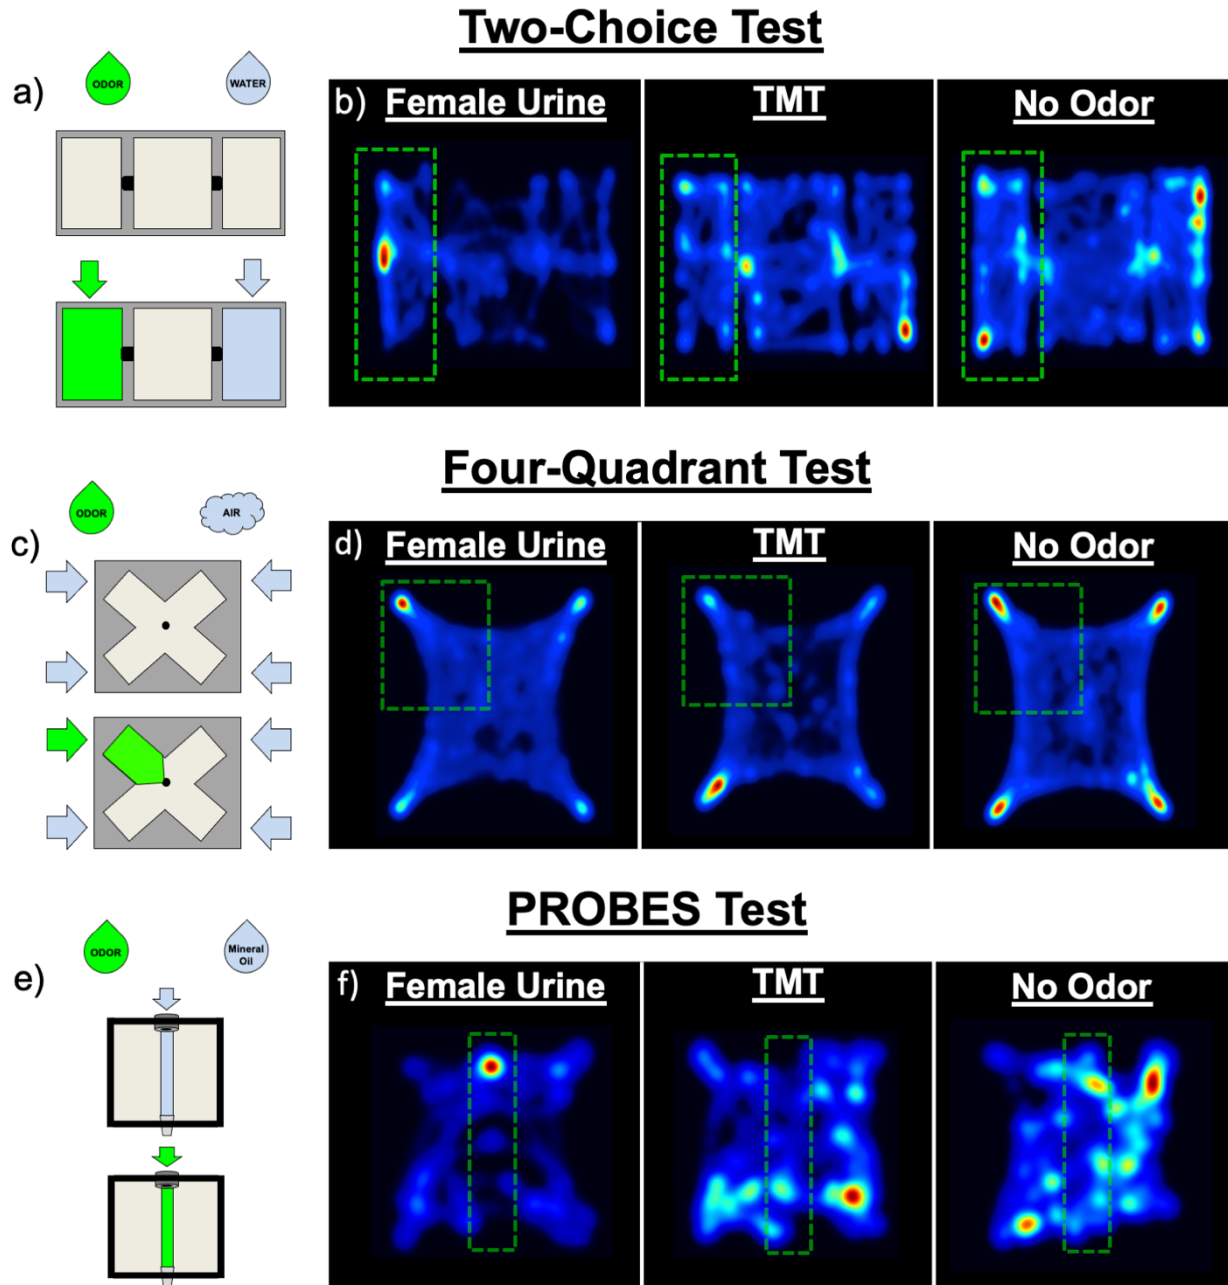 Two-Choice Test
a)
ODOR
WATER
b)
Female Urine
TMT
No Odor
Four-Quadrant Test
c)
ODOR
AIR
d)
Female Urine
TMT
No Odor
PROBES Test
e)
ODOR
Mineral
Oil
f)
Female Urine
TMT
No Odor